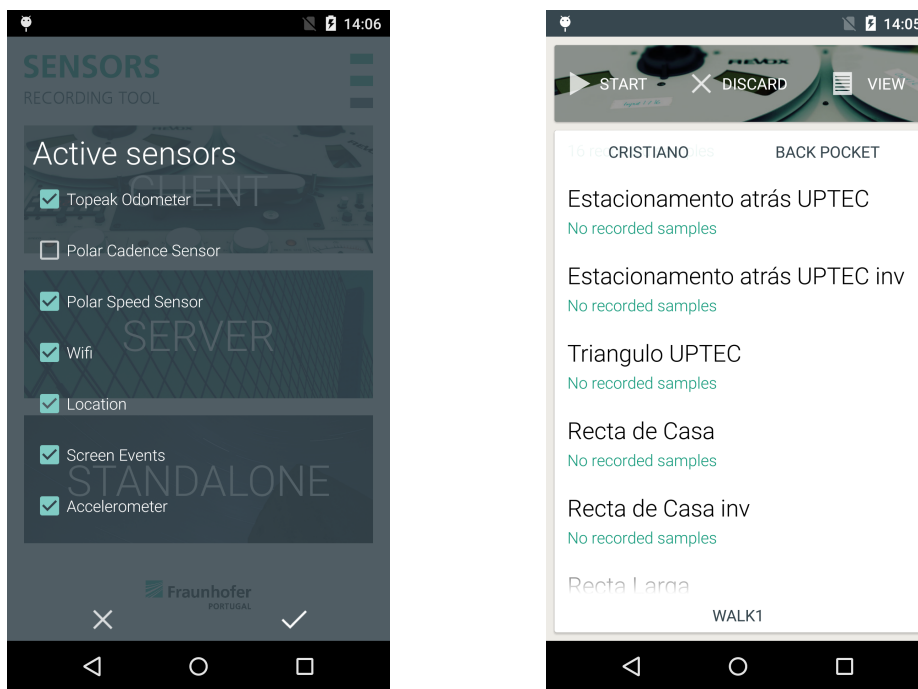 14:06
SENSORS
RECORDING TOOL
Active sensors
CLIENT
Topeak Odometer
Polar Cadence Sensor
Polar Speed Sensor
SERVER
Wifi
Location
Screen Events
STANDALONE
Accelerometer
Fraunhofer
PORTUGAL
14:05
REVOX
START
DISCARD
VIEW
CRISTIANO
BACK POCKET
Estacionamento atrás UPTEC
No recorded samples
Estacionamento atrás UPTEC inv
No recorded samples
Triangulo UPTEC
No recorded samples
Recta de Casa
No recorded samples
Recta de Casa inv
No recorded samples
Recta Larga
WALK1